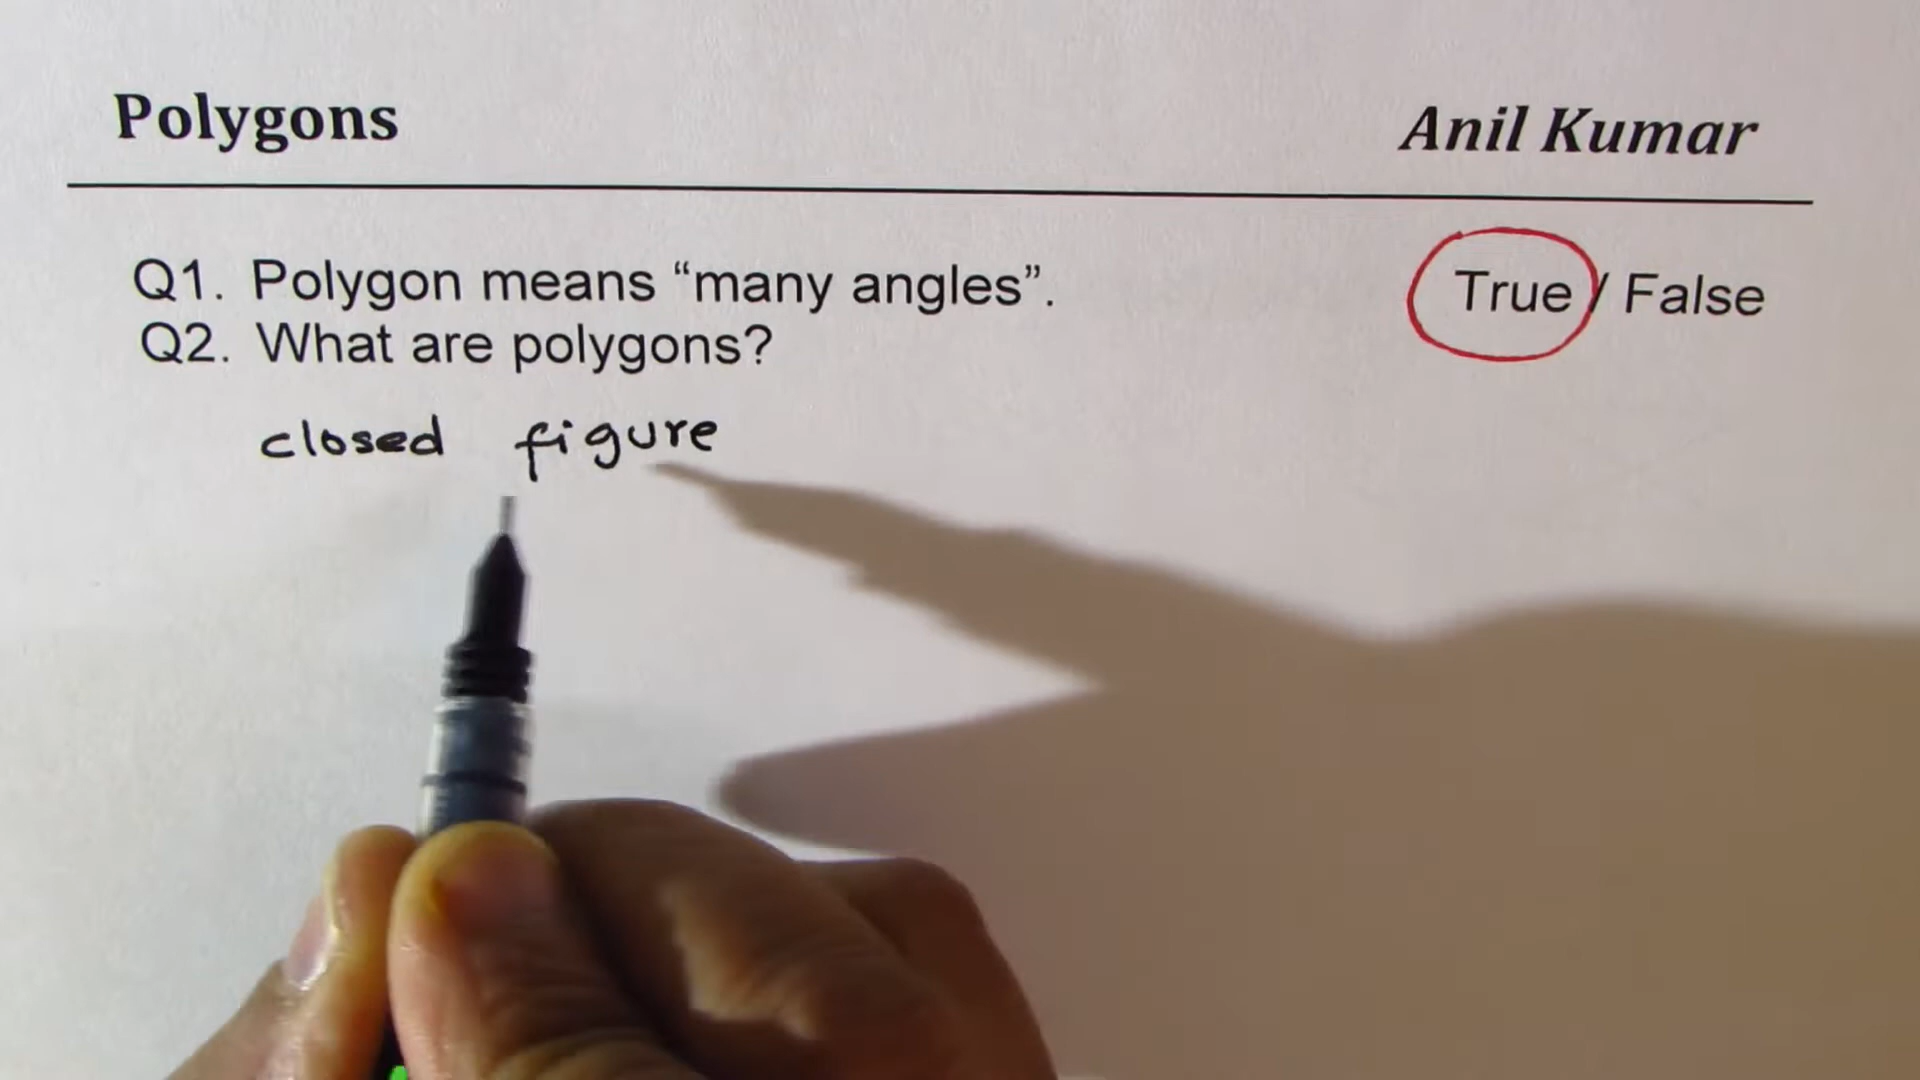 Polygons Anil Kumar
Q1. Polygon means “many angles”. True / False
Q2. What are polygons?
closed figure